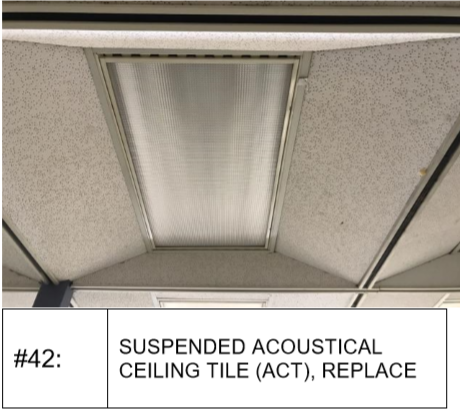 #42:
SUSPENDED ACOUSTICAL
CEILING TILE (ACT), REPLACE